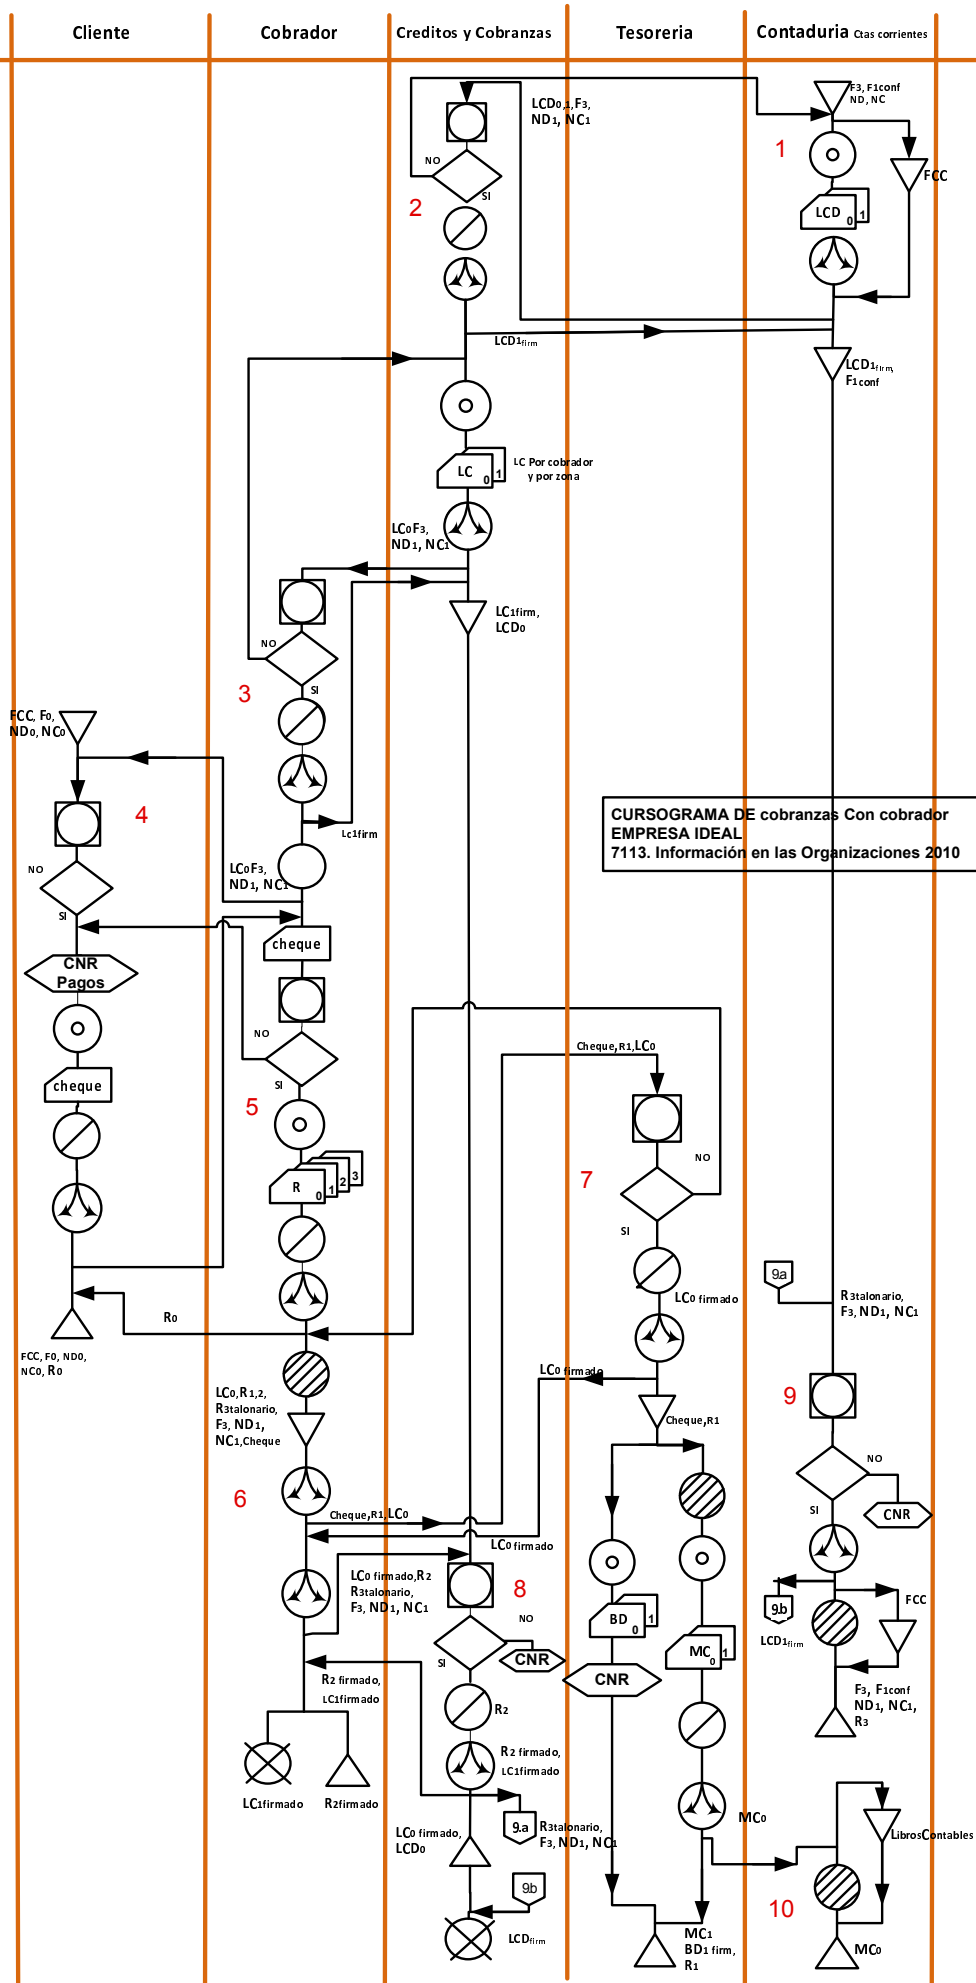 Cliente
Cobrador
Creditos y Cobranzas
Tesoreria
Contaduria Ctas corrientes
F3, F1conf
ND, NC
LCD0,1,F3,
ND1, NC1
1
FCC
NO
SI
2
LCD
0
1
LCD1firm
LCD1firm,
F1conf
LC
0
1
LC Por cobrador
y por zona
LC0F3,
ND1, NC1
LC1firm,
LCD0
NO
SI
3
FCC, F0,
ND0, NC0
4
Lc1firm
CURSOGRAMA DE cobranzas Con cobrador
EMPRESA IDEAL
7113. Información en las Organizaciones 2010
NO
SI
LC0F3,
ND1, NC1
cheque
CNR
Pagos
NO
SI
Cheque,R1,LC0
cheque
5
NO
7
R
0
1
2
3
SI
9.a
LC0 firmado
R3talonario,
F3, ND1, NC1
R0
FCC, F0, ND0,
NC0, R0
LC0 firmado
LC0,R1,2,
R3talonario,
F3, ND1,
NC1,Cheque
9
Cheque,R1
NO
SI
CNR
6
Cheque,R1,LC0
LC0 firmado
LC0 firmado,R2
R3talonario,
F3, ND1, NC1
8
NO
SI
CNR
BD
0
1
MC
0
1
CNR
9.b
LCD1firm
FCC
F3, F1conf
ND1, NC1,
R3
R2 firmado,
LC1firmado
R2
R2 firmado,
LC1firmado
LC1firmado
R2firmado
9.a
R3talonario,
F3, ND1, NC1
LC0 firmado,
LCD0
MC0
LibrosContables
9.b
10
LCDfirm
MC1
BD1 firm,
R1
MC0